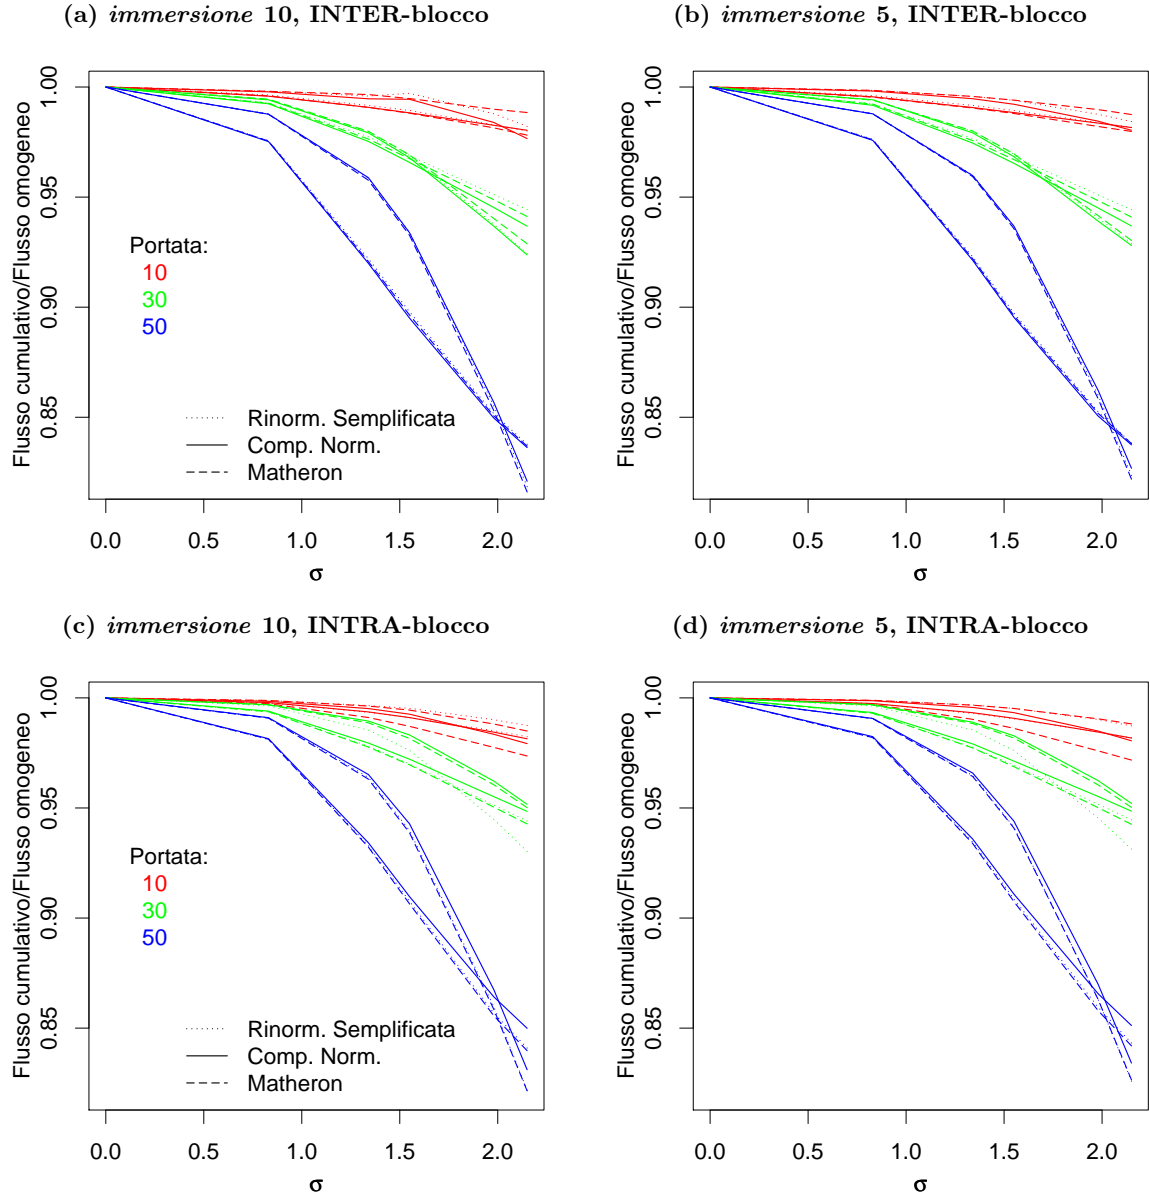 (a) immersione 10, INTER-blocco
Flusso cumulativo/Flusso omogeneo
1.00
0.95
0.90
0.85
Portata:
10
30
50
Rinorm. Semplificata
Comp. Norm.
Matheron
0.0 0.5 1.0 1.5 2.0
σ
(b) immersione 5, INTER-blocco
Flusso cumulativo/Flusso omogeneo
1.00
0.95
0.90
0.85
0.0 0.5 1.0 1.5 2.0
σ
(c) immersione 10, INTRA-blocco
Flusso cumulativo/Flusso omogeneo
1.00
0.95
0.90
0.85
Portata:
10
30
50
Rinorm. Semplificata
Comp. Norm.
Matheron
0.0 0.5 1.0 1.5 2.0
σ
(d) immersione 5, INTRA-blocco
Flusso cumulativo/Flusso omogeneo
1.00
0.95
0.90
0.85
0.0 0.5 1.0 1.5 2.0
σ